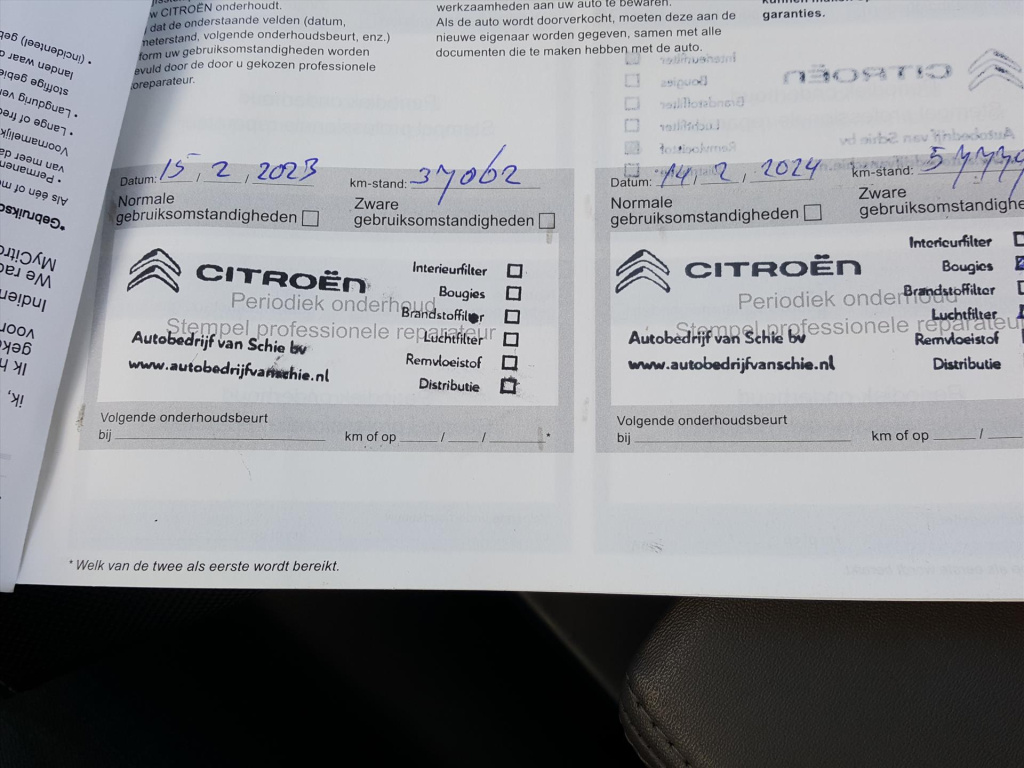 w CITROËN onderhoudt.
dat de onderstaande velden (datum,
meterstand, volgende onderhoudsbeurt, enz.)
form uw gebruiksomstandigheden worden
evuld door de door u gekozen professionele
oreparateur.
werkzaamheden aan uw auto te bewaren.
Als de auto wordt doorverkocht, moeten deze aan de
nieuwe eigenaar worden gegeven, samen met alle
documenten die te maken hebben met de auto.
garanties.
Datum: 15, 2, 2023 km-stand: 37062
Normale
gebruiksomstandigheden
Zware
gebruiksomstandigheden
CITROËN
Periodiek onderhoud
Stempel professionele reparateur
Autobedrijf van Schie bv
www.autobedrijfvanschie.nl
Interieurfilter
Bougies
Brandstoffilter
Luchtfilter
Remvloeistof
Distributie
Volgende onderhoudsbeurt
bij km of op / / *
Datum: 14, 2, 2024 km-stand:
Normale
gebruiksomstandigheden
Zware
gebruiksomstandighe
CITROËN
Periodiek onderhoud
Stempel professionele reparateu
Autobedrijf van Schie bv
www.autobedrijfvanschie.nl
Interieurfilter
Bougies
Brandstoffilter
Luchtfilter
Remvloeistof
Distributie
Volgende onderhoudsbeurt
bij km of op /
* Welk van de twee als eerste wordt bereikt.